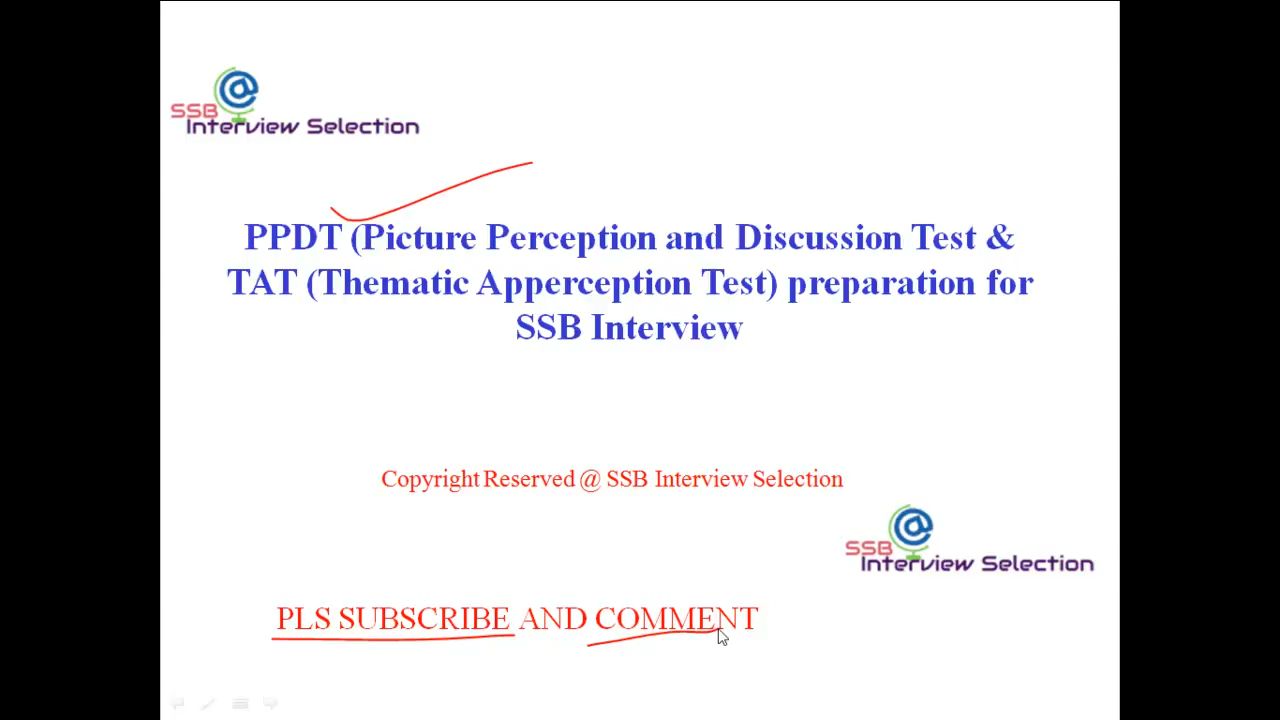 SSB
Interview Selection
PPDT (Picture Perception and Discussion Test &
TAT (Thematic Apperception Test) preparation for
SSB Interview
Copyright Reserved @ SSB Interview Selection
SSB
Interview Selection
PLS SUBSCRIBE AND COMMENT